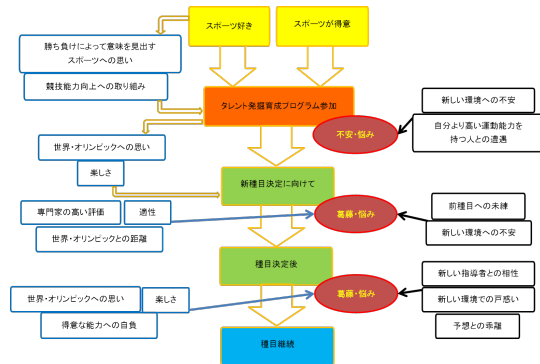 スポーツ好き
スポーツが得意
勝ち負けによって意味を見出す
スポーツへの思い
競技能力向上への取り組み
タレント発掘育成プログラム参加
新しい環境への不安
不安・悩み
自分より高い運動能力を
持つ人との遭遇
世界・オリンピックへの思い
楽しさ
新種目決定に向けて
専門家の高い評価
適性
葛藤・悩み
前種目への未練
世界・オリンピックとの距離
新しい環境への不安
種目決定後
新しい指導者との相性
世界・オリンピックへの思い
楽しさ
葛藤・悩み
新しい環境での戸惑い
得意な能力への自負
予想との乖離
種目継続